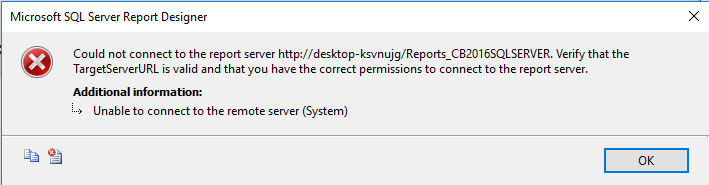 Microsoft SQL Server Report Designer
Could not connect to the report server http://desktop-ksvnujg/Reports_CB2016SQLSERVER. Verify that the
TargetServerURL is valid and that you have the correct permissions to connect to the report server.
Additional information:
Unable to connect to the remote server (System)
OK